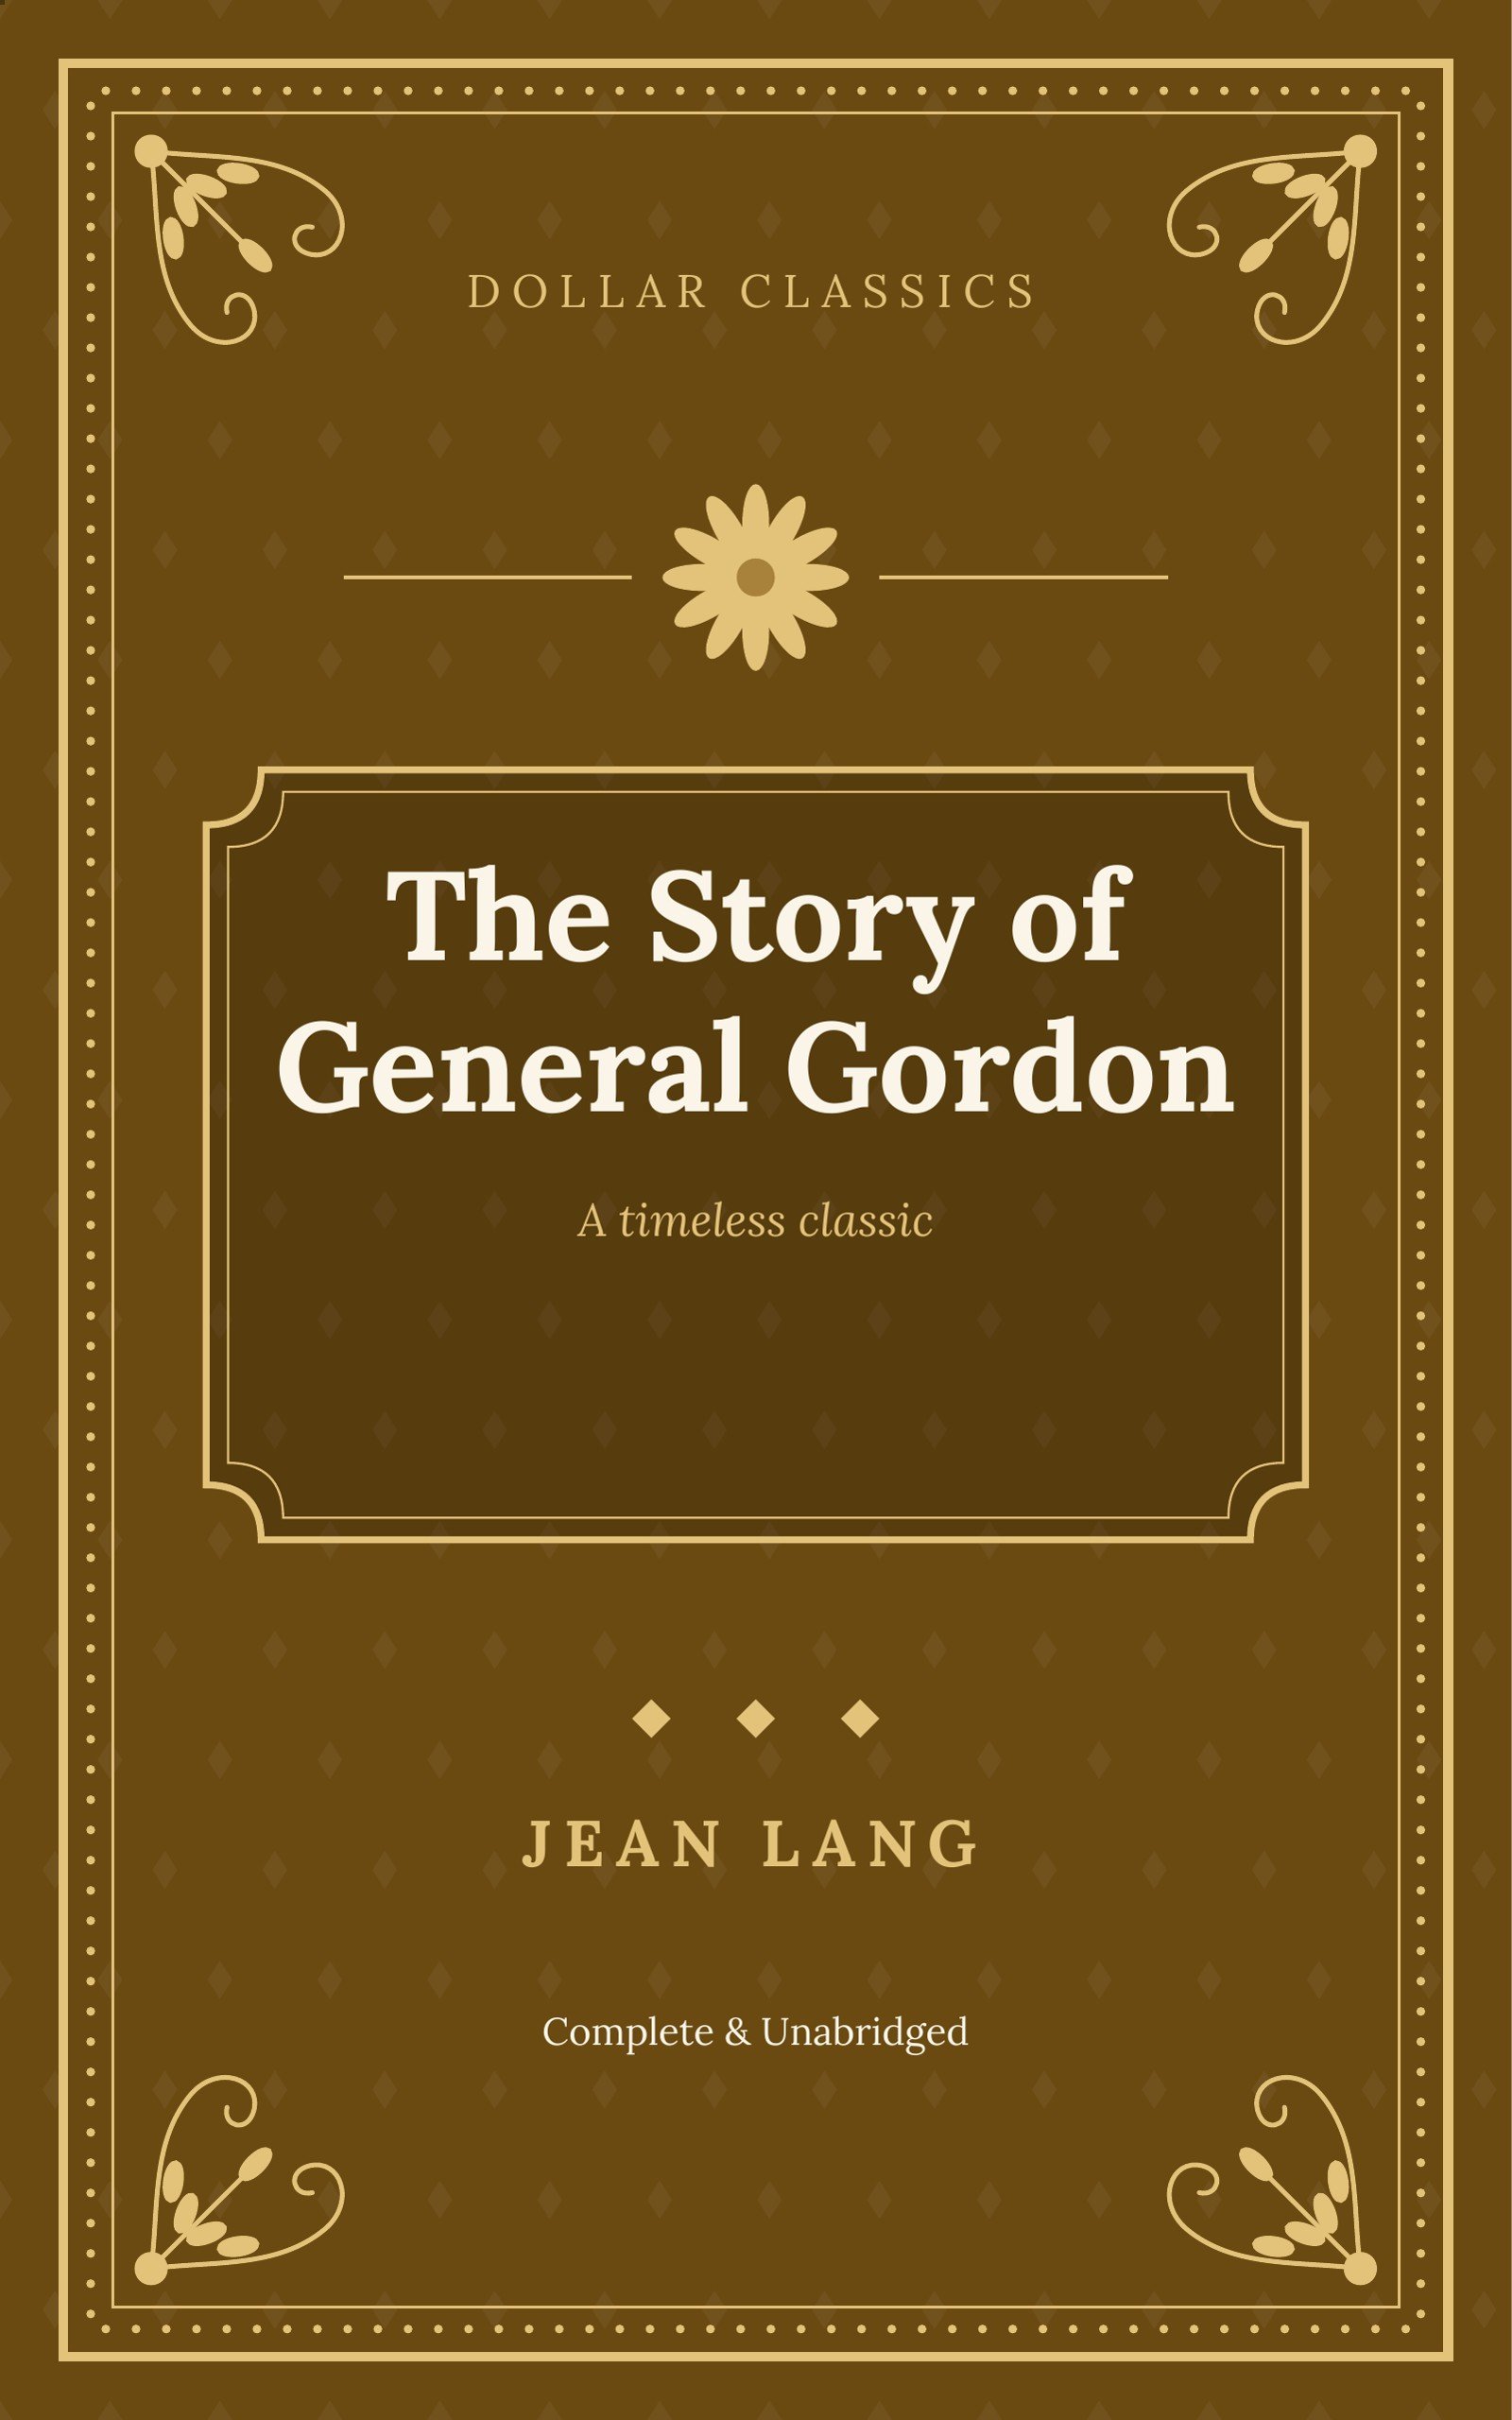 DOLLAR CLASSICS
The Story of
General Gordon
A timeless classic
JEAN LANG
Complete & Unabridged